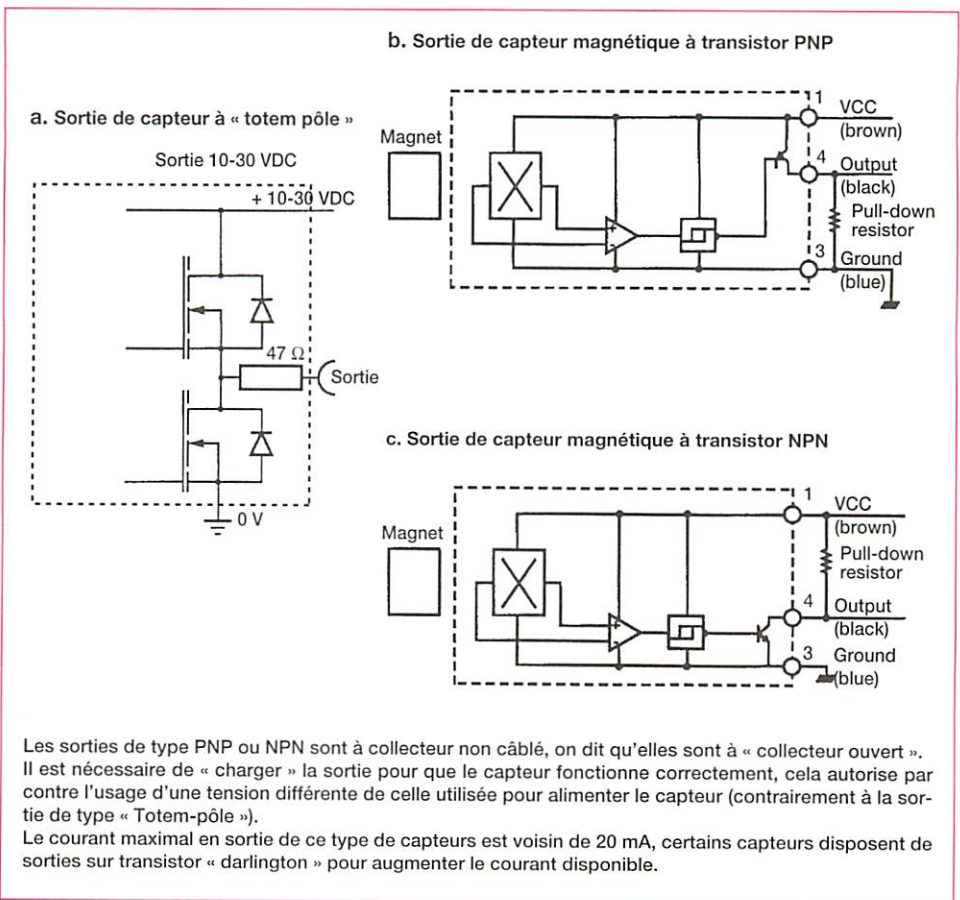 b. Sortie de capteur magnétique à transistor PNP
a. Sortie de capteur à « totem pôle »
Sortie 10-30 VDC
+ 10-30 VDC
47 Ω
Sortie
0 V
Magnet
1
VCC
(brown)
4
Output
(black)
Pull-down
resistor
3
Ground
(blue)
+
-
c. Sortie de capteur magnétique à transistor NPN
Magnet
1
VCC
(brown)
Pull-down
resistor
4
Output
(black)
3
Ground
(blue)
+
-
Les sorties de type PNP ou NPN sont à collecteur non câblé, on dit qu'elles sont à « collecteur ouvert ».
Il est nécessaire de « charger » la sortie pour que le capteur fonctionne correctement, cela autorise par
contre l'usage d'une tension différente de celle utilisée pour alimenter le capteur (contrairement à la sor-
tie de type « Totem-pôle »).
Le courant maximal en sortie de ce type de capteurs est voisin de 20 mA, certains capteurs disposent de
sorties sur transistor « darlington » pour augmenter le courant disponible.